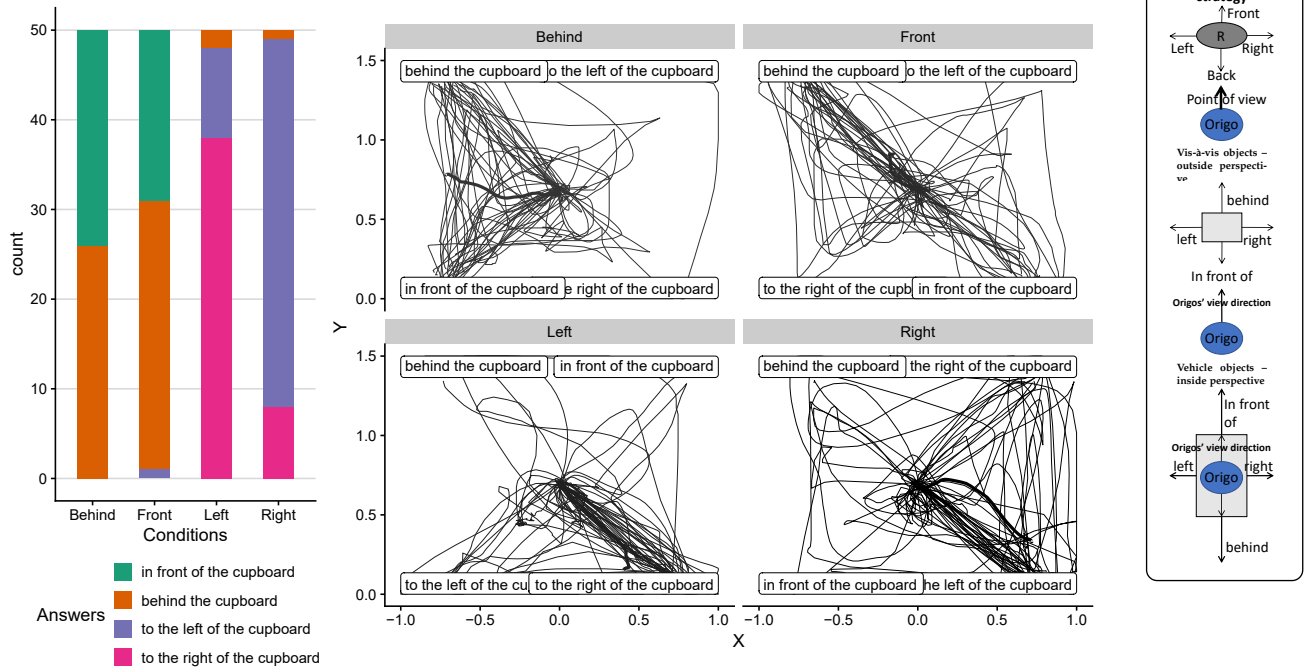 50
40
30
20
10
0
count
Behind Front Left Right
Conditions
Answers
in front of the cupboard
behind the cupboard
to the left of the cupboard
to the right of the cupboard
Behind
Front
1.5
1.0
0.5
0.0
behind the cupboard
o the left of the cupboard
in front of the cupboard
e right of the cupboard
behind the cupboard
o the left of the cupboard
to the right of the cupb
in front of the cupboard
Y
Left
Right
1.5
1.0
0.5
0.0
behind the cupboard
in front of the cupboard
to the left of the cu
to the right of the cupboard
behind the cupboard
the right of the cupboard
in front of the cupboard
he left of the cupboard
−1.0 −0.5 0.0 0.5 1.0
−1.0 −0.5 0.0 0.5 1.0
X
strategy
Front
R
Left Right
Back
Point of view
Origo
Vis-à-vis objects –
outside perspecti-
ve
behind
left right
In front of
Origos' view direction
Origo
Vehicle objects –
inside perspective
In front
of
Origos' view direction
left right
Origo
behind